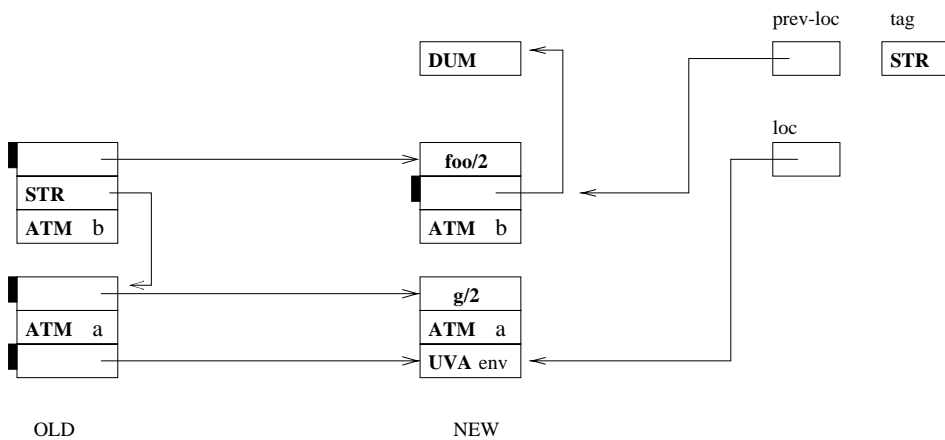 prev-loc tag
DUM STR
loc
foo/2
STR
ATM b ATM b
g/2
ATM a ATM a
UVA env
OLD NEW